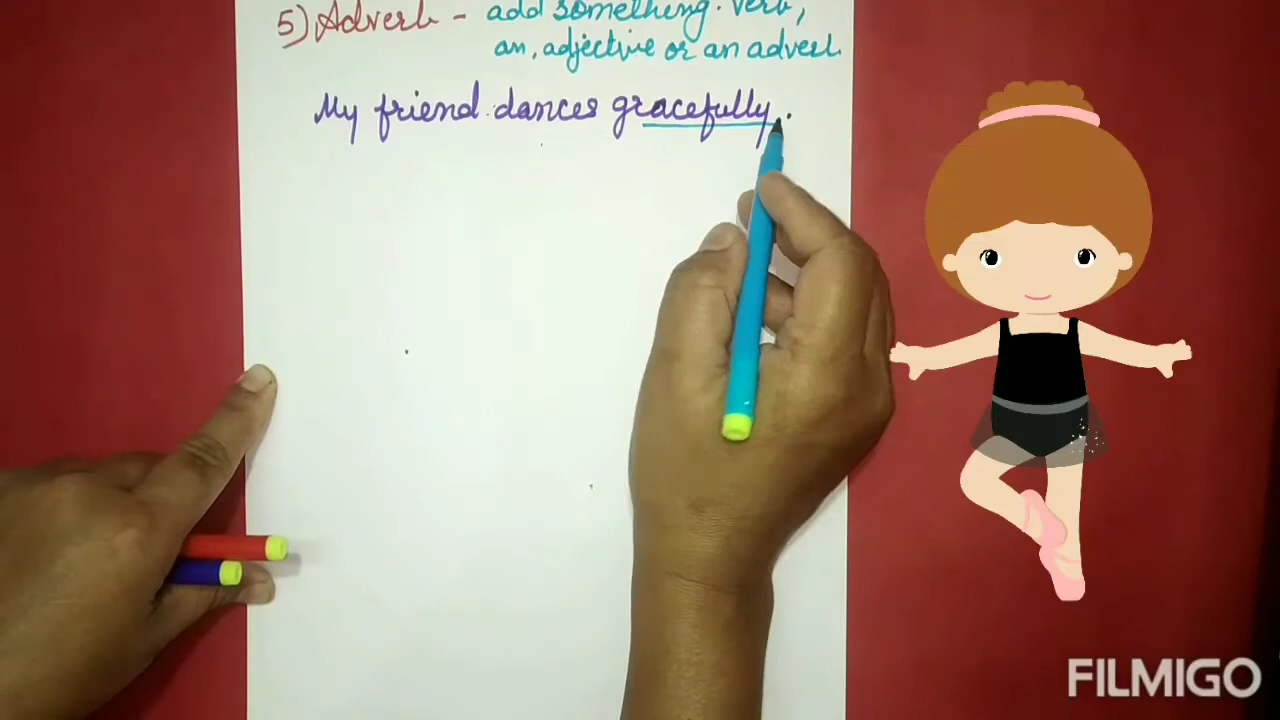 5) Adverb - add something. verb,
an, adjective or an adverb.
My friend dances gracefully.
FILMIGO